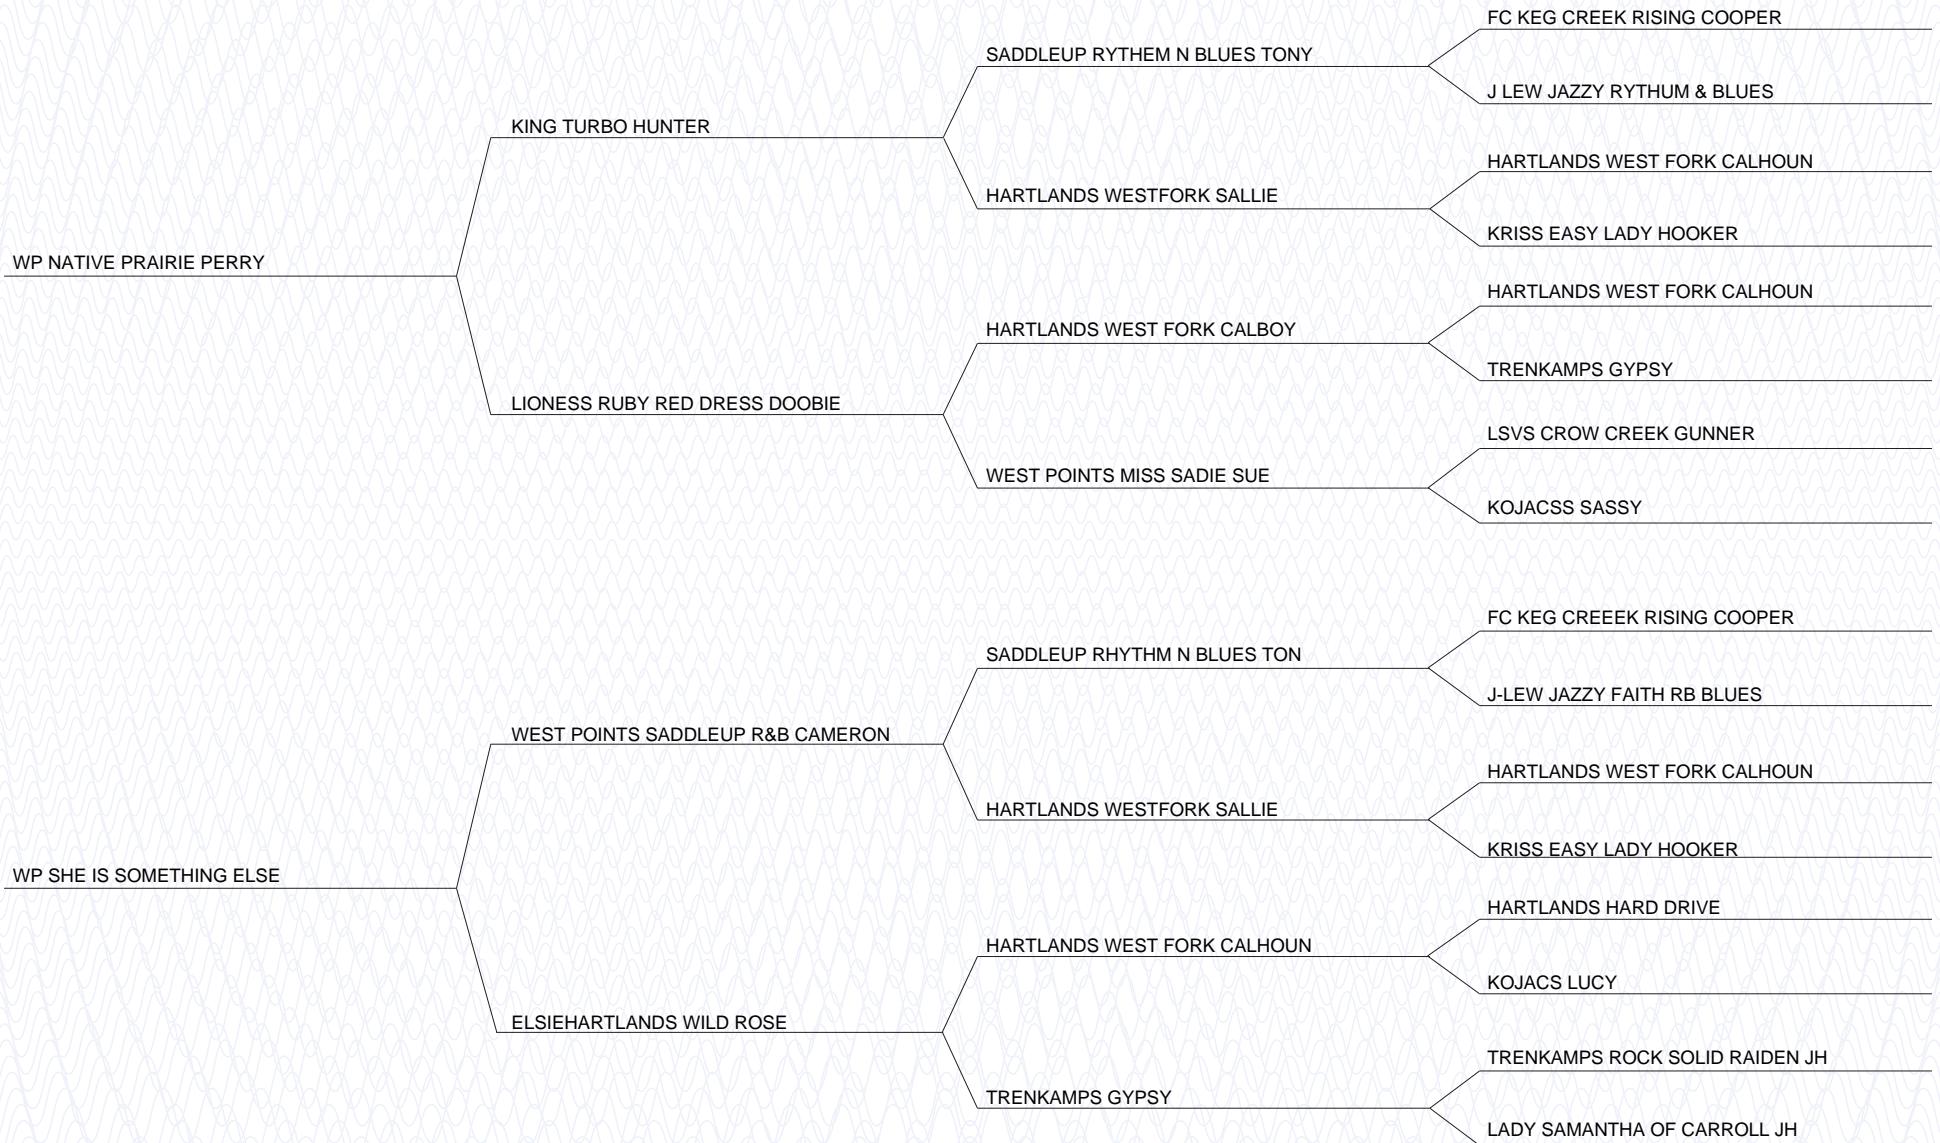 FC KEG CREEK RISING COOPER
SADDLEUP RYTHEM N BLUES TONY
J LEW JAZZY RYTHUM & BLUES
KING TURBO HUNTER
HARTLANDS WEST FORK CALHOUN
HARTLANDS WESTFORK SALLIE
KRISS EASY LADY HOOKER
WP NATIVE PRAIRIE PERRY
HARTLANDS WEST FORK CALHOUN
HARTLANDS WEST FORK CALBOY
TRENKAMPS GYPSY
LIONESS RUBY RED DRESS DOOBIE
LSVS CROW CREEK GUNNER
WEST POINTS MISS SADIE SUE
KOJACSS SASSY
FC KEG CREEEK RISING COOPER
SADDLEUP RHYTHM N BLUES TON
J-LEW JAZZY FAITH RB BLUES
WEST POINTS SADDLEUP R&B CAMERON
HARTLANDS WEST FORK CALHOUN
HARTLANDS WESTFORK SALLIE
KRISS EASY LADY HOOKER
WP SHE IS SOMETHING ELSE
HARTLANDS HARD DRIVE
HARTLANDS WEST FORK CALHOUN
KOJACS LUCY
ELSIEHARTLANDS WILD ROSE
TRENKAMPS ROCK SOLID RAIDEN JH
TRENKAMPS GYPSY
LADY SAMANTHA OF CARROLL JH